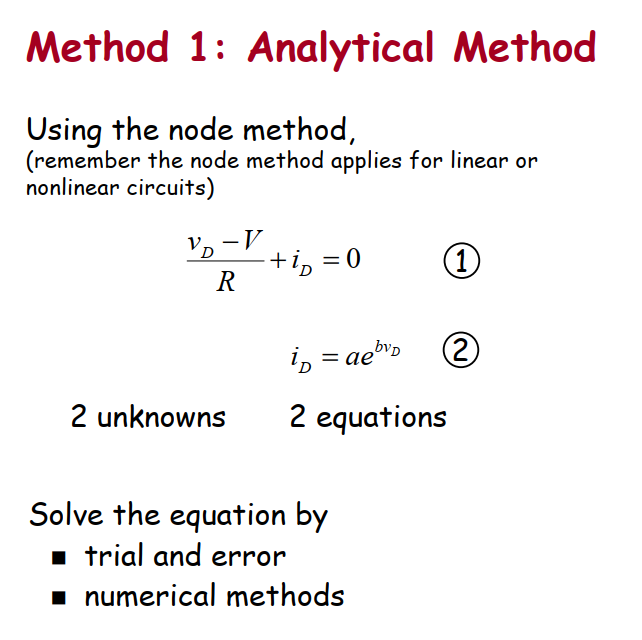 Method 1: Analytical Method
Using the node method,
(remember the node method applies for linear or
nonlinear circuits)
\frac{v_D - V}{R} + i_D = 0 ①
i_D = ae^{bv_D} ②
2 unknowns 2 equations
Solve the equation by
▪ trial and error
▪ numerical methods